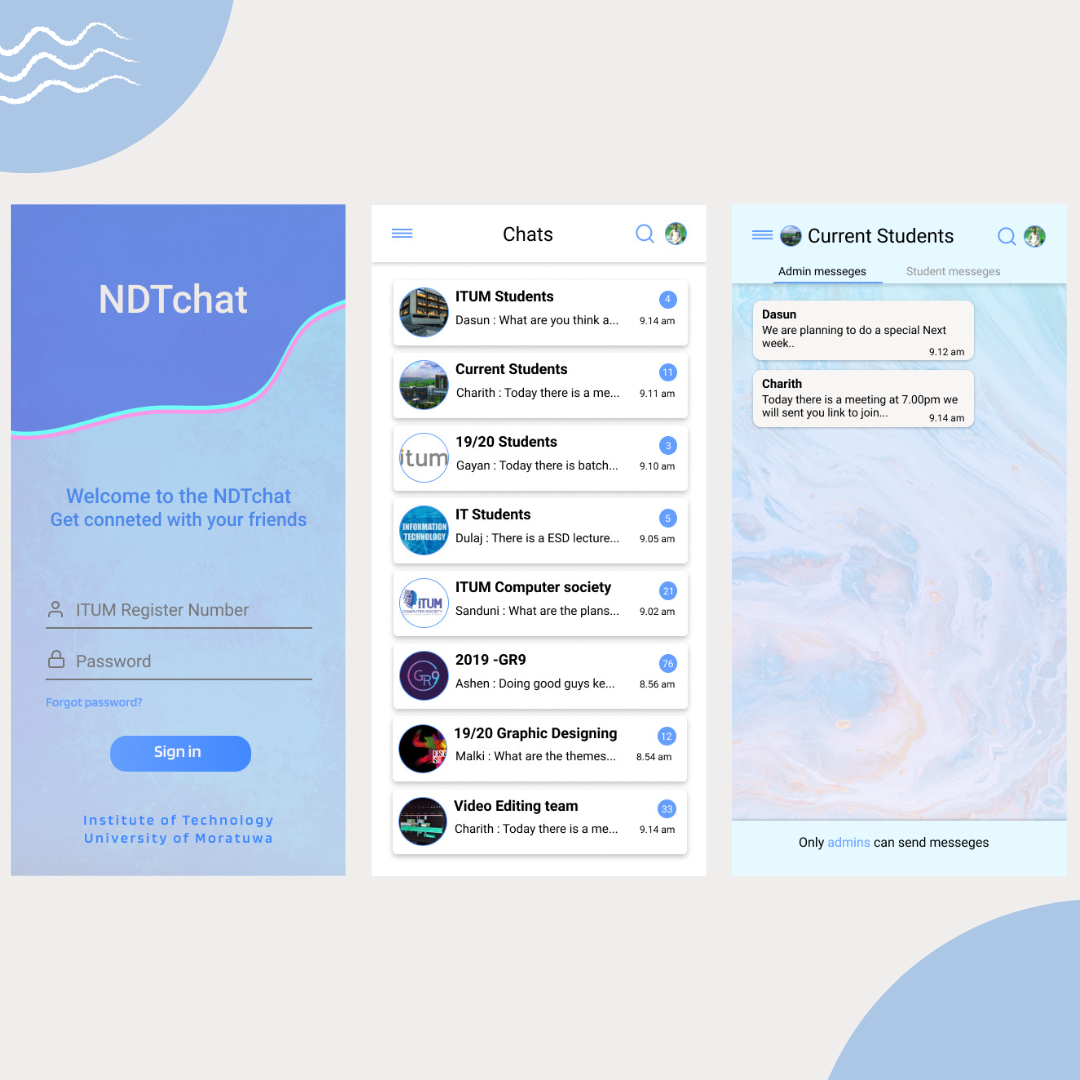 NDTchat
Welcome to the NDTchat
Get conneted with your friends
ITUM Register Number
Password
Forgot password?
Sign in
Institute of Technology
University of Moratuwa
Chats
ITUM Students
4
Dasun : What are you think a...
9.14 am
Current Students
11
Charith : Today there is a me...
9.11 am
itum
19/20 Students
3
Gayan : Today there is batch...
9.10 am
INFORMATION
TECHNOLOGY
IT Students
5
Dulaj : There is a ESD lecture...
9.05 am
ITUM
COMPUTER SOCIETY
ITUM Computer society
21
Sanduni : What are the plans...
9.02 am
GR9
2019 -GR9
76
Ashen : Doing good guys ke...
8.56 am
19/20 Graphic Designing
12
Malki : What are the themes...
8.54 am
Video Editing team
33
Charith : Today there is a me...
9.14 am
Current Students
Admin messeges
Student messeges
Dasun
We are planning to do a special Next
week..
9.12 am
Charith
Today there is a meeting at 7.00pm we
will sent you link to join...
9.14 am
Only admins can send messeges